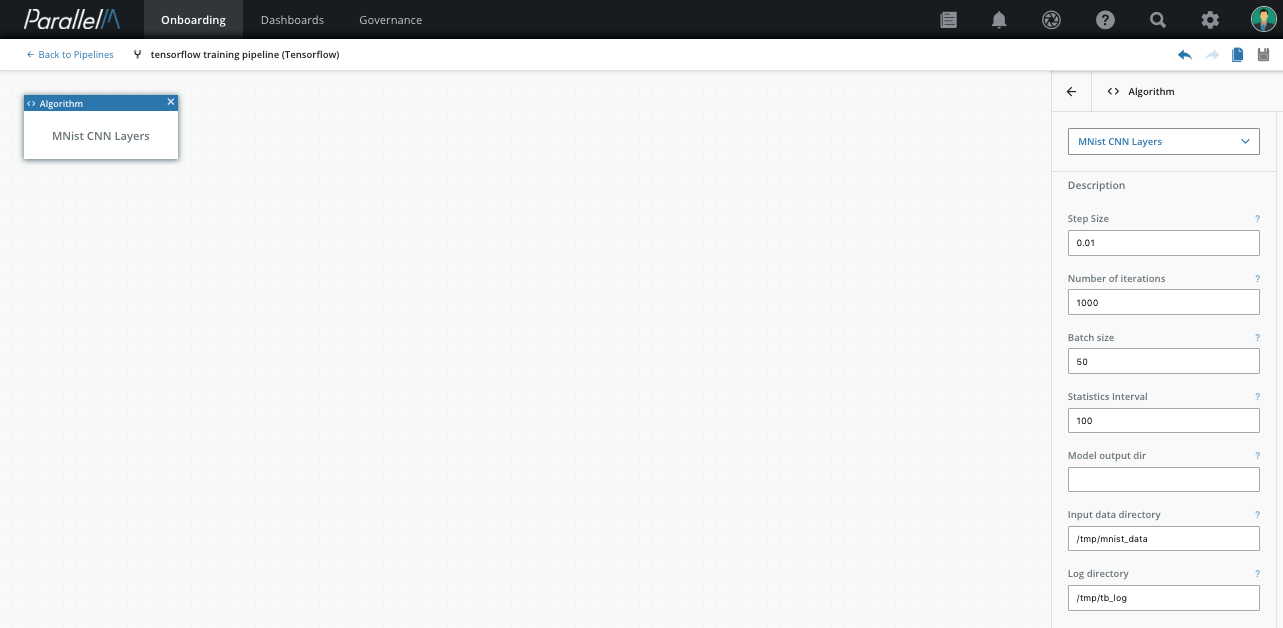 ParallelM
Onboarding
Dashboards
Governance
?
← Back to Pipelines
tensorflow training pipeline (Tensorflow)
<> Algorithm
MNist CNN Layers
<> Algorithm
MNist CNN Layers
Description
Step Size ?
0.01
Number of iterations ?
1000
Batch size ?
50
Statistics Interval ?
100
Model output dir ?
Input data directory ?
/tmp/mnist_data
Log directory ?
/tmp/tb_log